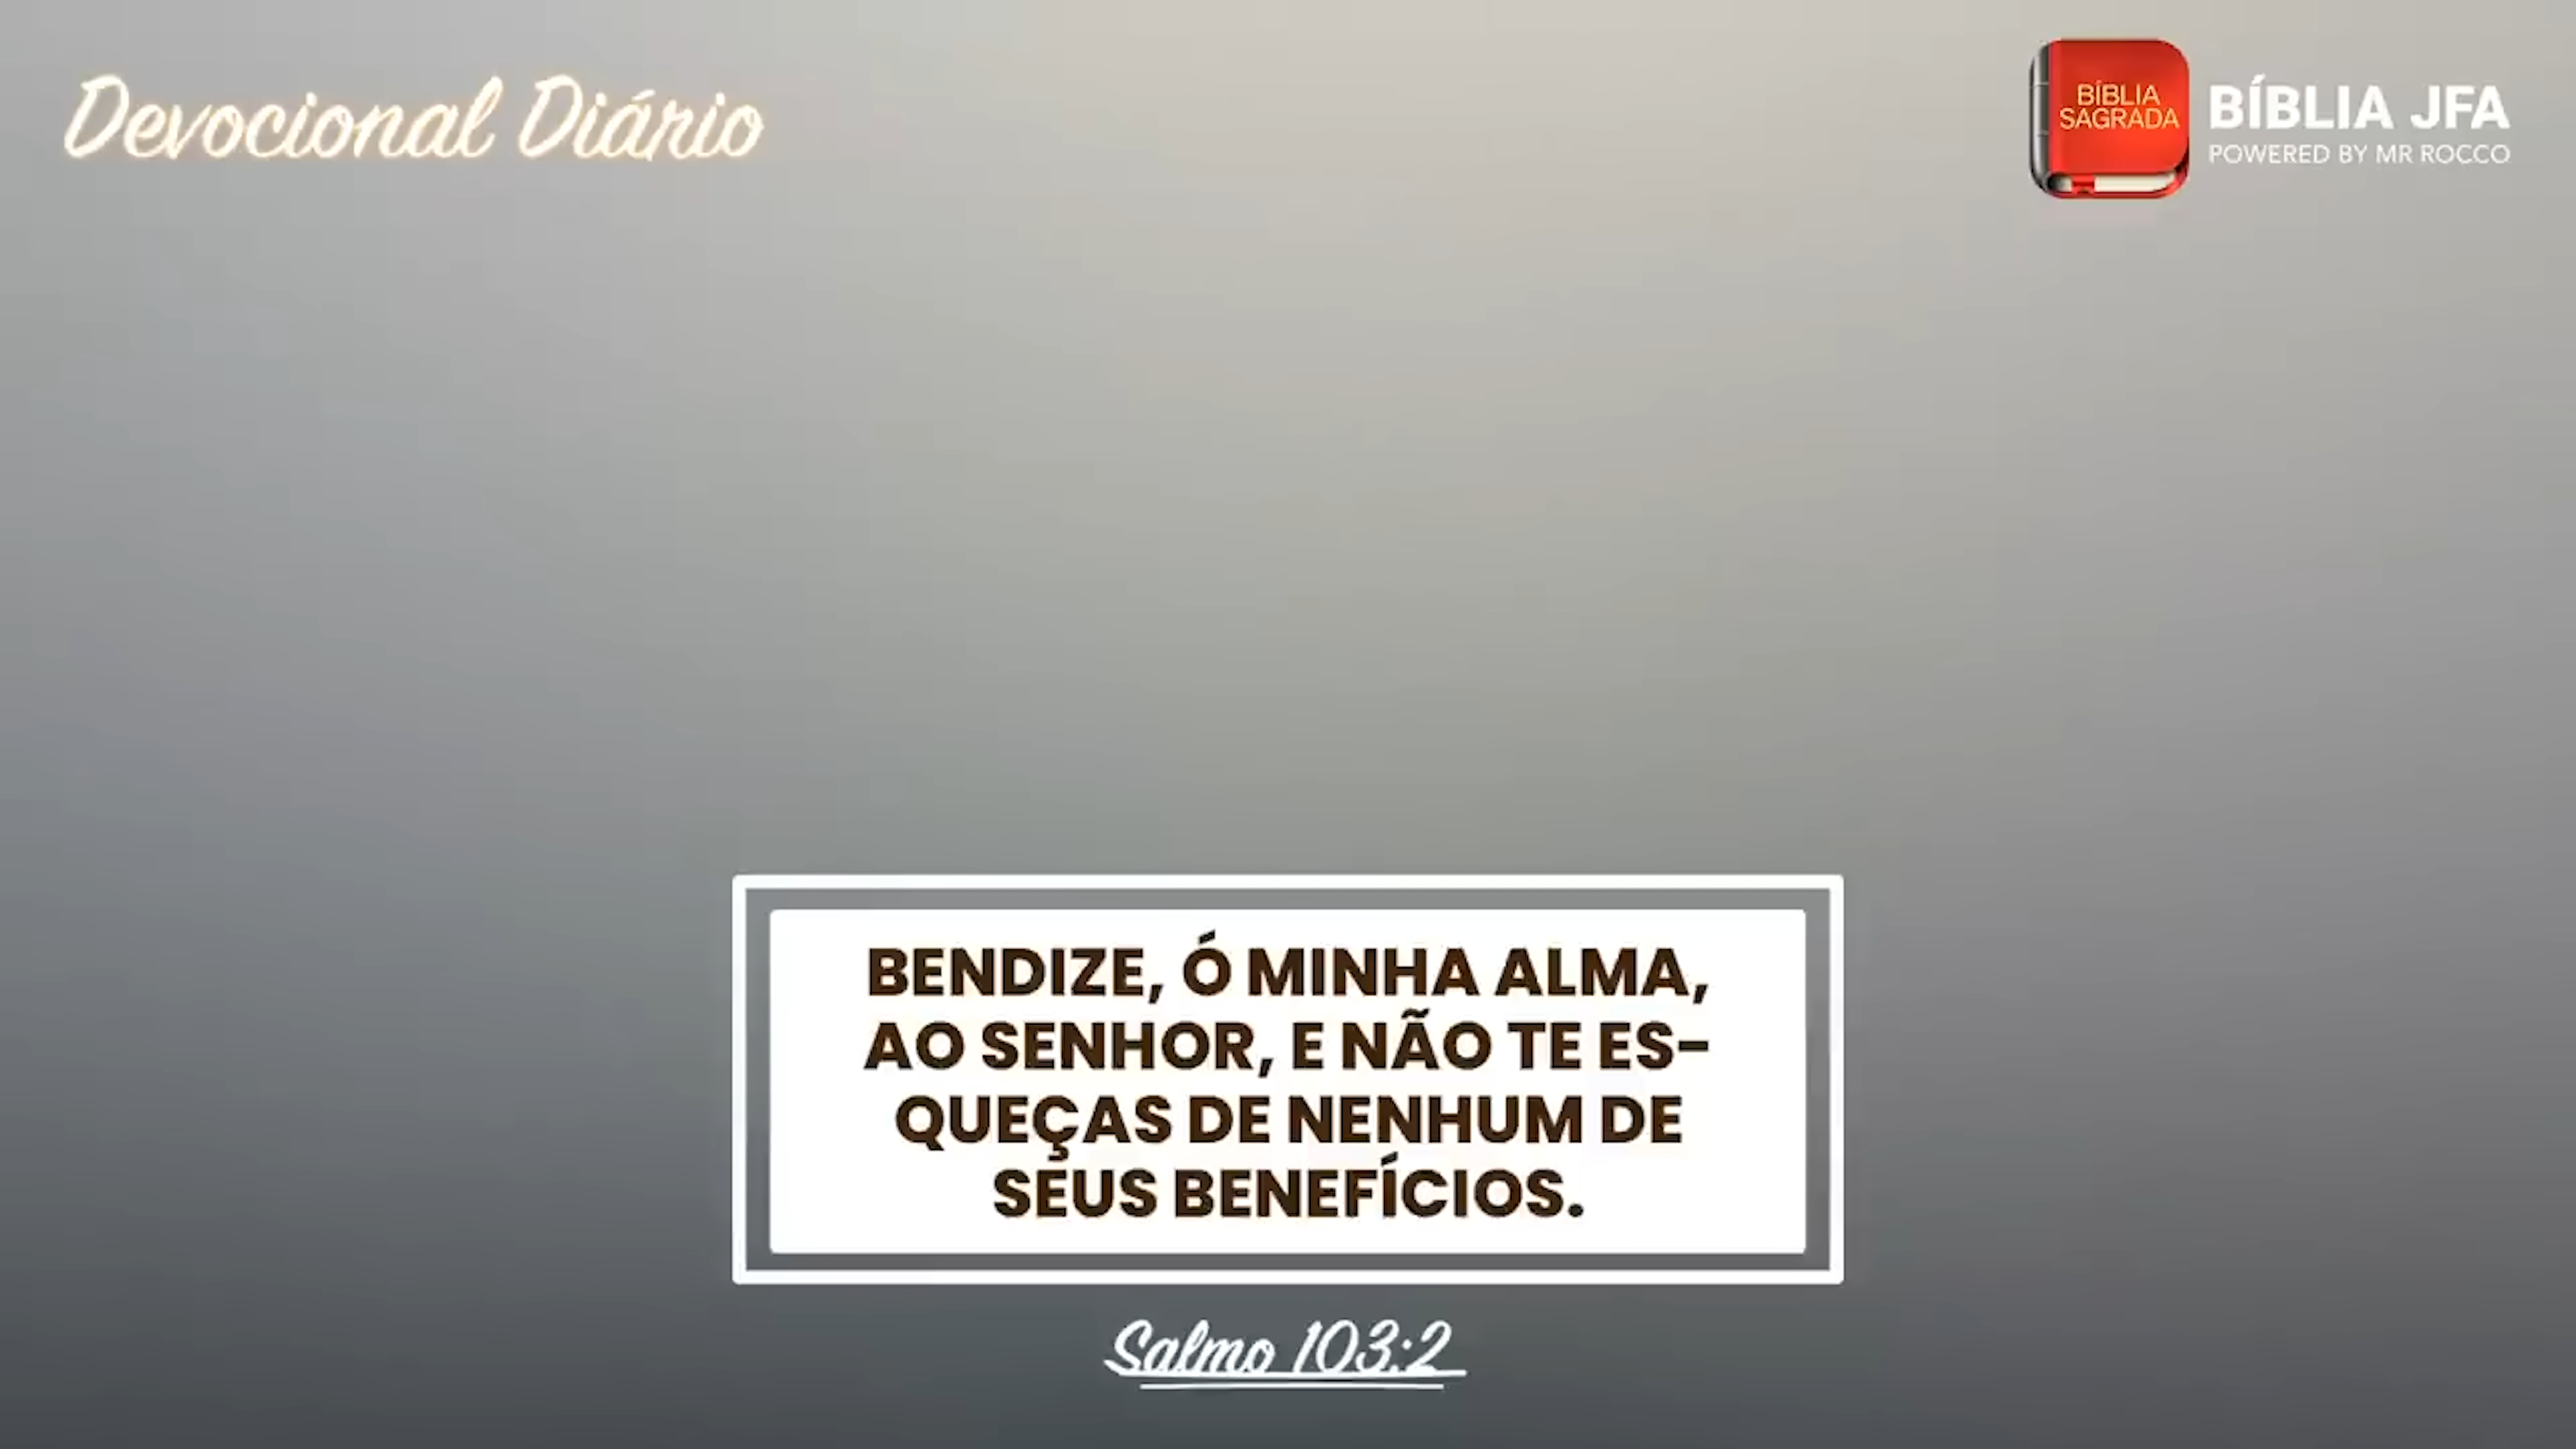 Devocional Diário
BÍBLIA
SAGRADA
BÍBLIA JFA
POWERED BY MR ROCCO
BENDIZE, Ó MINHA ALMA,
AO SENHOR, E NÃO TE ES-
QUEÇAS DE NENHUM DE
SEUS BENEFÍCIOS.
Salmo 103:2